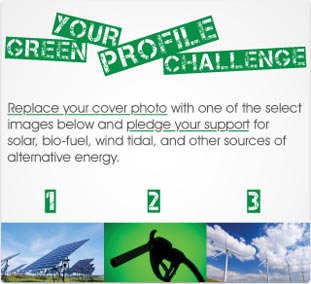 YOUR
GREEN PROFILE
CHALLENGE
Replace your cover photo with one of the select
images below and pledge your support for
solar, bio-fuel, wind tidal, and other sources of
alternative energy.
1 2 3